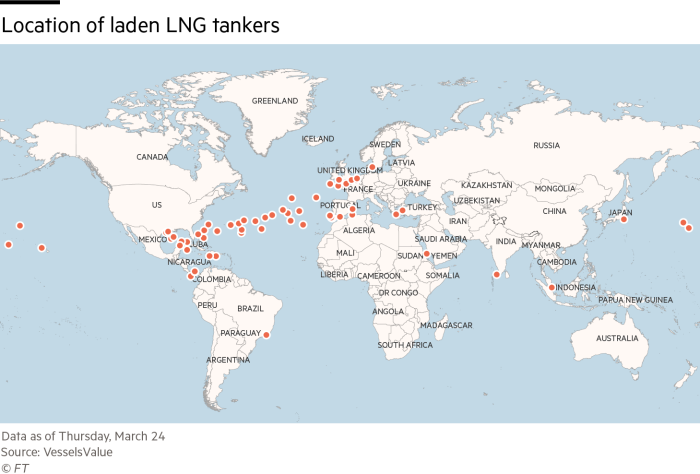 Location of laden LNG tankers
GREENLAND
ICELAND
SWEDEN
RUSSIA
CANADA
LATVIA
UNITED KINGDOM
UKRAINE
KAZAKHSTAN
MONGOLIA
FRANCE
US
PORTUGAL
TURKEY
UZBEKISTAN
CHINA
JAPAN
ALGERIA
IRAN
MEXICO
CUBA
SAUDI ARABIA
INDIA
MYANMAR
MALI
SUDAN
YEMEN
NICARAGUA
CAMBODIA
LIBERIA
CAMEROON
SOMALIA
COLOMBIA
INDONESIA
DR CONGO
PAPUA NEW GUINEA
PERU
BRAZIL
ANGOLA
PARAGUAY
MADAGASCAR
AUSTRALIA
SOUTH AFRICA
ARGENTINA
Data as of Thursday, March 24
Source: VesselsValue
© FT